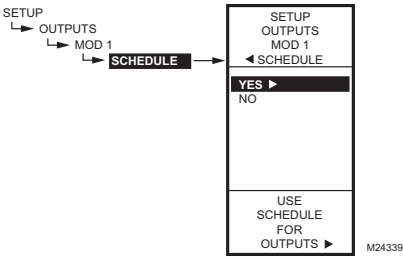 SETUP
OUTPUTS
MOD 1
SCHEDULE
SETUP
OUTPUTS
MOD 1
◄ SCHEDULE
YES ►
NO
USE
SCHEDULE
FOR
OUTPUTS ►
M24339